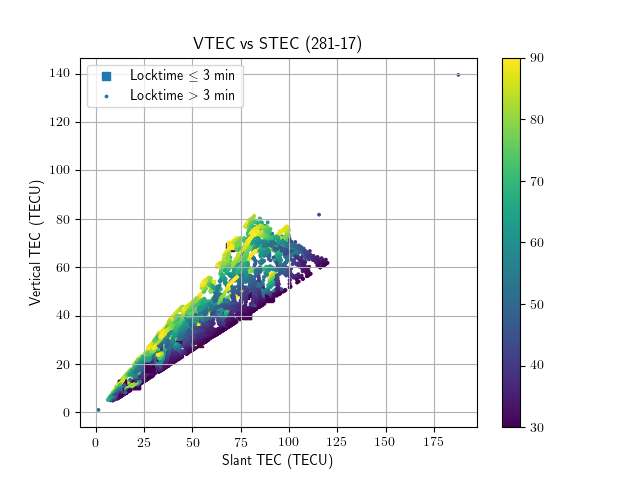 VTEC vs STEC (281-17)
Locktime ≤ 3 min
Locktime > 3 min
140
120
100
80
60
40
20
0
Vertical TEC (TECU)
0 25 50 75 100 125 150 175
Slant TEC (TECU)
90
80
70
60
50
40
30